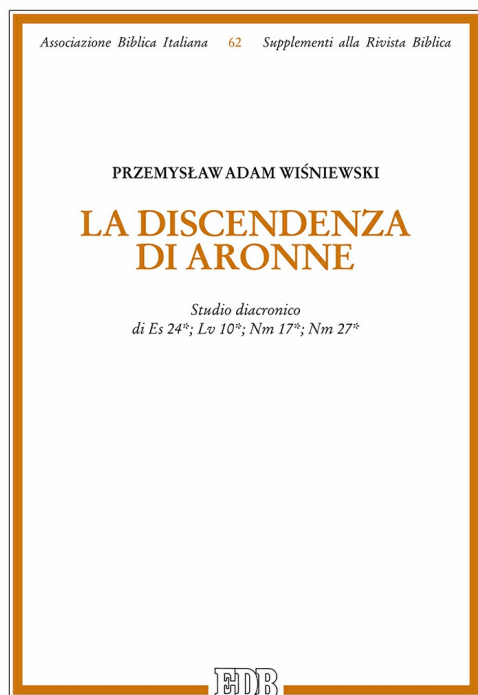 Associazione Biblica Italiana 62 Supplementi alla Rivista Biblica
PRZEMYSŁAW ADAM WIŚNIEWSKI
LA DISCENDENZA
DI ARONNE
Studio diacronico
di Es 24*; Lv 10*; Nm 17*; Nm 27*
EDB